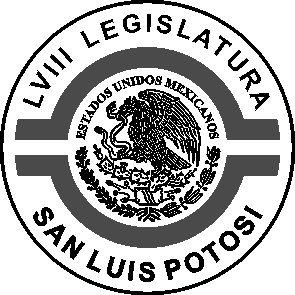 LVIII LEGISLATURA
ESTADOS UNIDOS MEXICANOS
SAN LUIS POTOSI